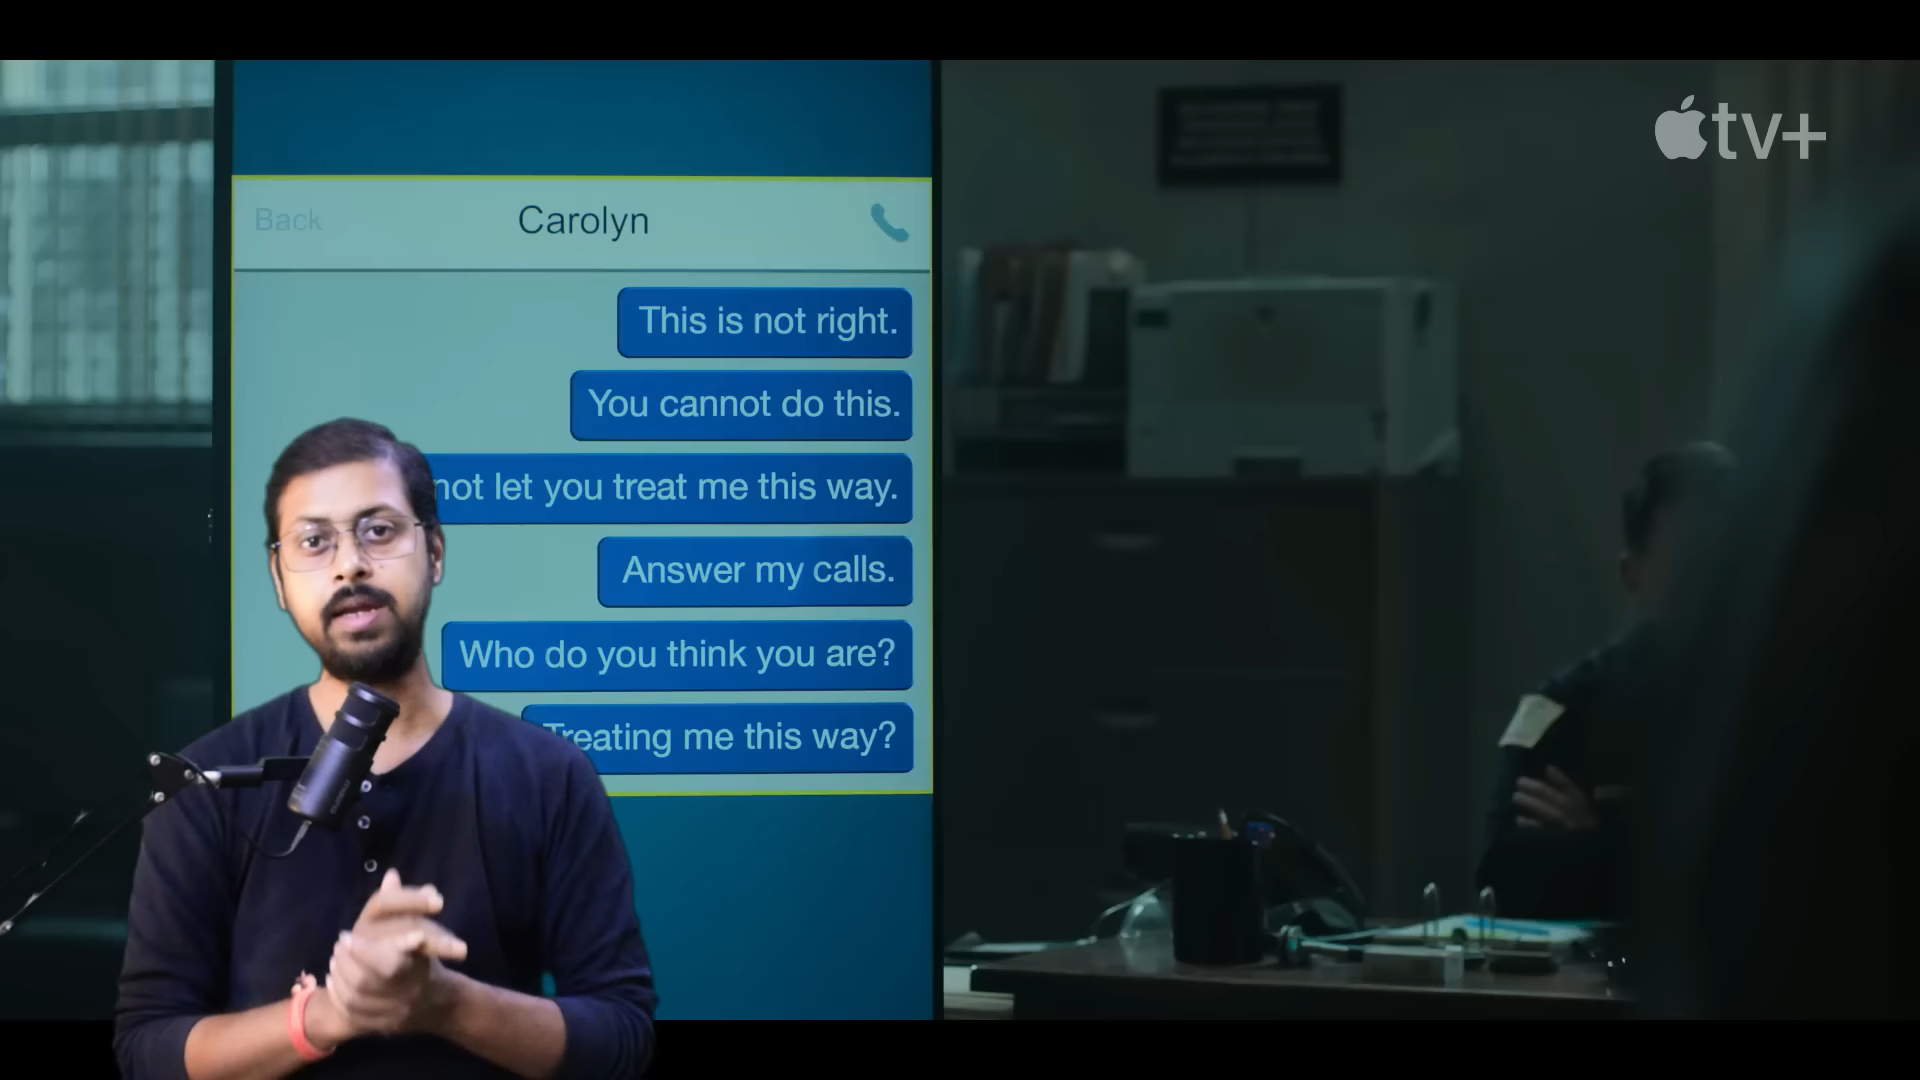 tv+
Back
Carolyn
This is not right.
You cannot do this.
not let you treat me this way.
Answer my calls.
Who do you think you are?
Treating me this way?